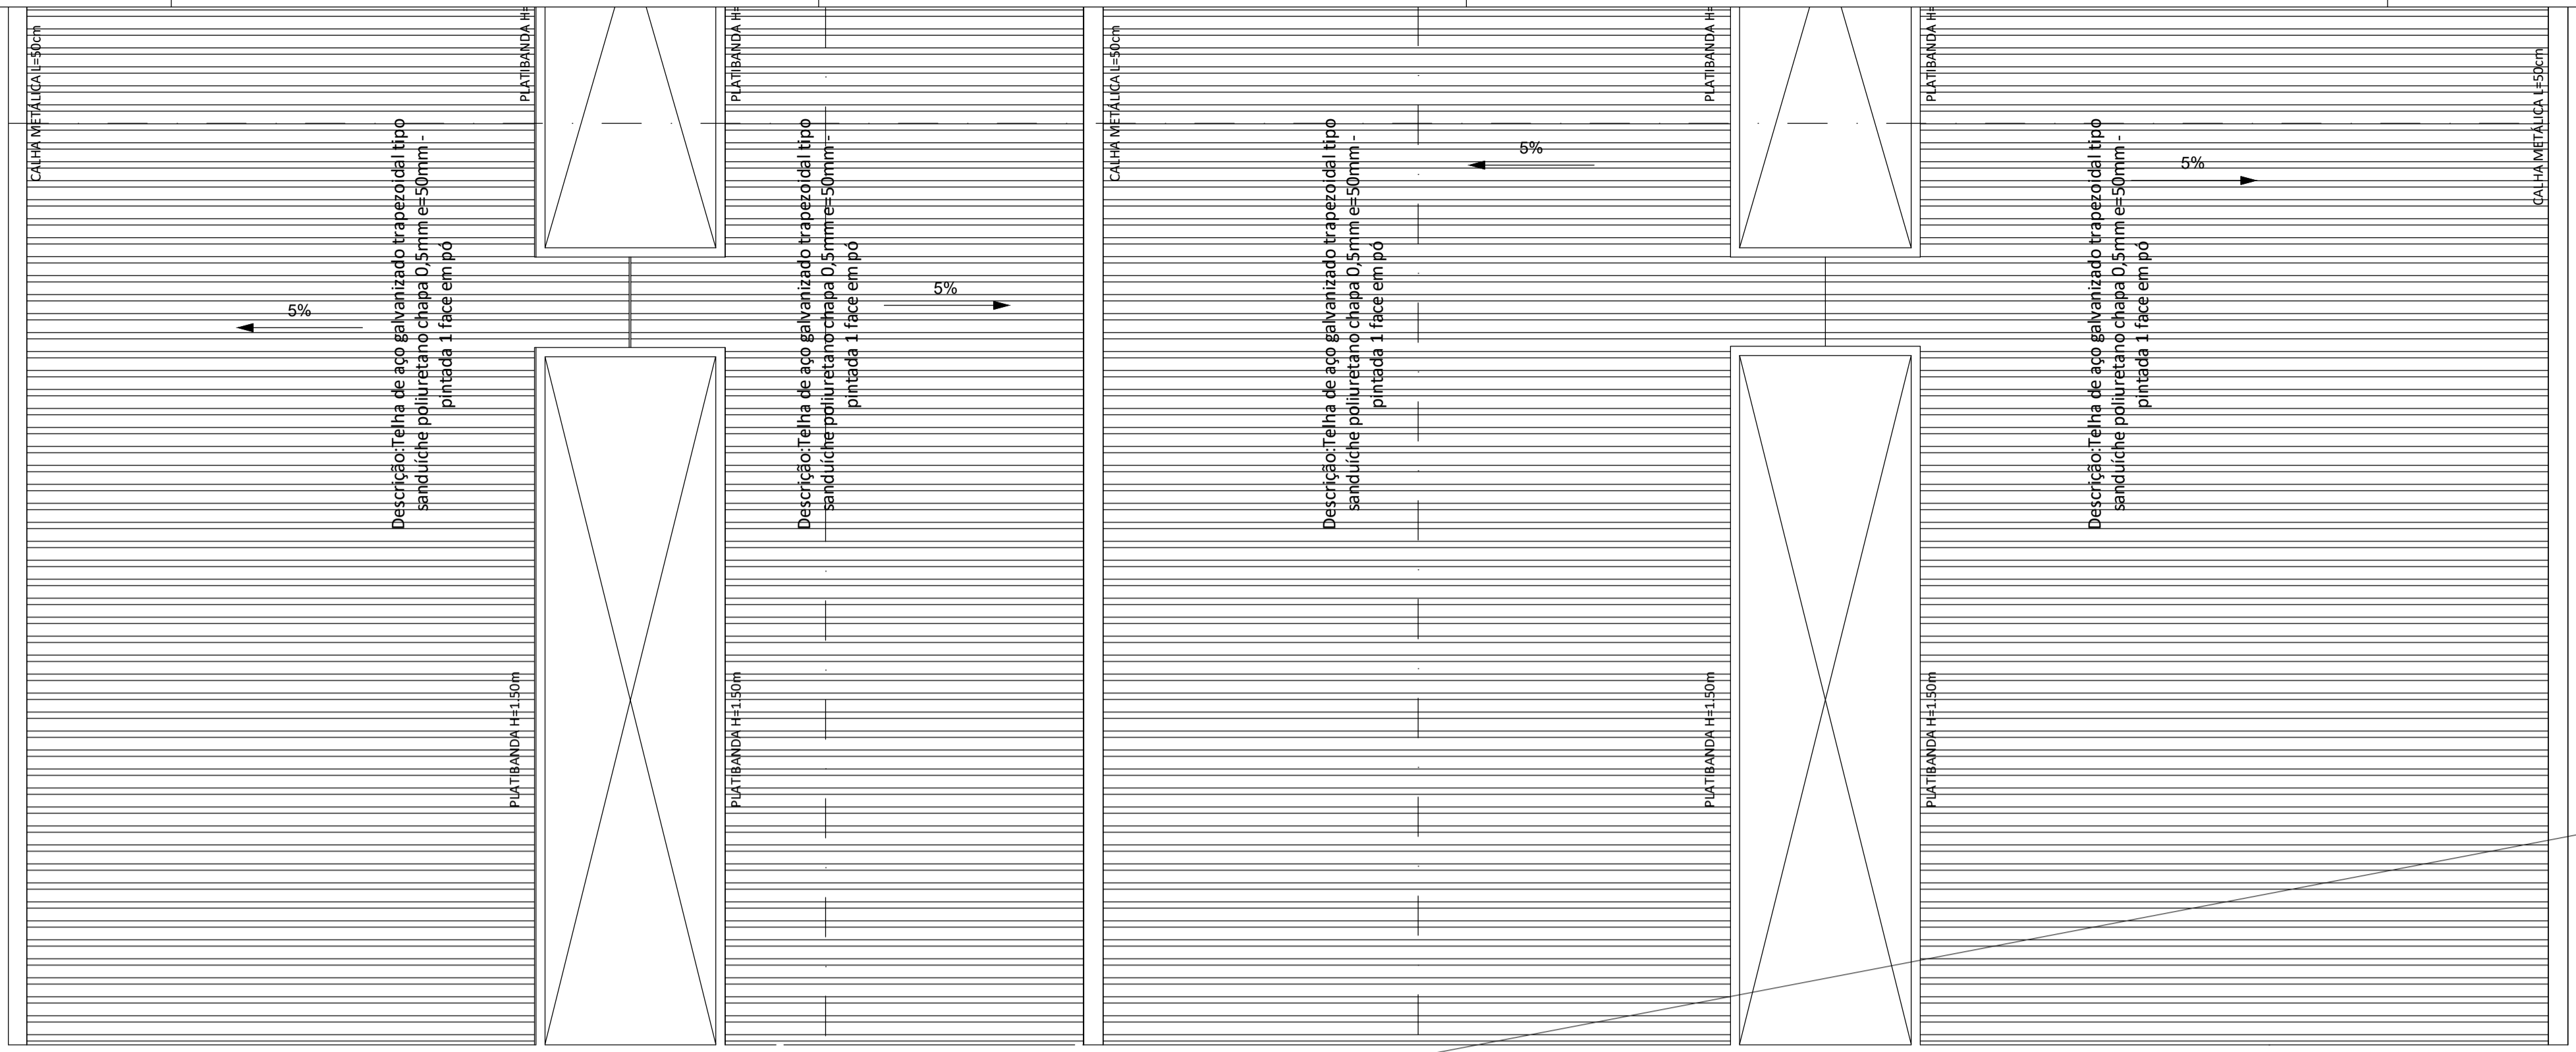 CALHA METÁLICA L=50cm
PLATIBANDA H=
PLATIBANDA H=
CALHA METÁLICA L=50cm
PLATIBANDA H=
PLATIBANDA H=
CALHA METÁLICA L=50cm
Descrição:Telha de aço galvanizado trapezoidal tipo
sanduíche poliuretano chapa 0,5mm e=50mm -
pintada 1 face em pó
Descrição:Telha de aço galvanizado trapezoidal tipo
sanduíche poliuretano chapa 0,5mm e=50mm -
pintada 1 face em pó
Descrição:Telha de aço galvanizado trapezoidal tipo
sanduíche poliuretano chapa 0,5mm e=50mm -
pintada 1 face em pó
Descrição:Telha de aço galvanizado trapezoidal tipo
sanduíche poliuretano chapa 0,5mm e=50mm -
pintada 1 face em pó
5%
5%
5%
5%
PLATIBANDA H=1.50m
PLATIBANDA H=1.50m
PLATIBANDA H=1.50m
PLATIBANDA H=1.50m